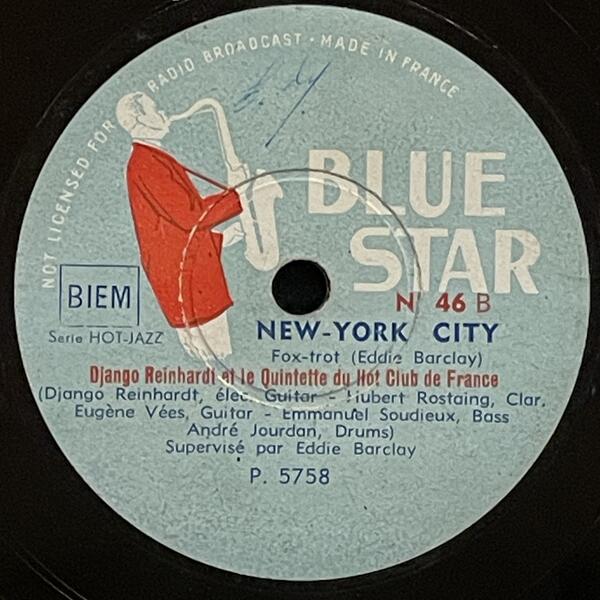 NOT LICENSED FOR RADIO BROADCAST · MADE IN FRANCE
BLUE
STAR
BIEM
Serie HOT-JAZZ
N° 46 B
NEW-YORK CITY
Fox-trot (Eddie Barclay)
Django Reinhardt et le Quintette du Hot Club de France
(Django Reinhardt, élec. Guitar - Hubert Rostaing, Clar.
Eugène Vées, Guitar - Emmanuel Soudieux, Bass
André Jourdan, Drums)
Supervisé par Eddie Barclay
P. 5758